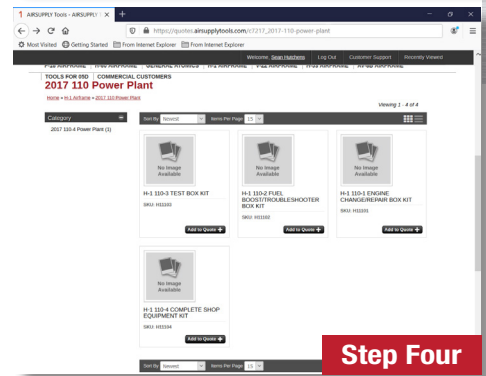 AIRSUPPLY Tools - AIRSUPPLY
https://quotes.airsupplytools.com/c7217_2017-110-power-plant
Most Visited Getting Started From Internet Explorer From Internet Explorer
Welcome, Sean Hutchens Log Out Customer Support Recently Viewed
TOOLS FOR 05D COMMERCIAL CUSTOMERS
2017 110 Power Plant
Home » H-1 Airframe » 2017 110 Power Plant
Viewing 1 - 4 of 4
Category
Sort By Newest Items Per Page 15
2017 110-4 Power Plant (1)
No Image
Available
No Image
Available
No Image
Available
H-1 110-3 TEST BOX KIT
SKU: H11103
Add to Quote
H-1 110-2 FUEL
BOOST/TROUBLESHOOTER
BOX KIT
SKU: H11102
Add to Quote
H-1 110-1 ENGINE
CHANGE/REPAIR BOX KIT
SKU: H11101
Add to Quote
No Image
Available
H-1 110-4 COMPLETE SHOP
EQUIPMENT KIT
SKU: H11104
Add to Quote
Sort By Newest Items Per Page 15
Step Four